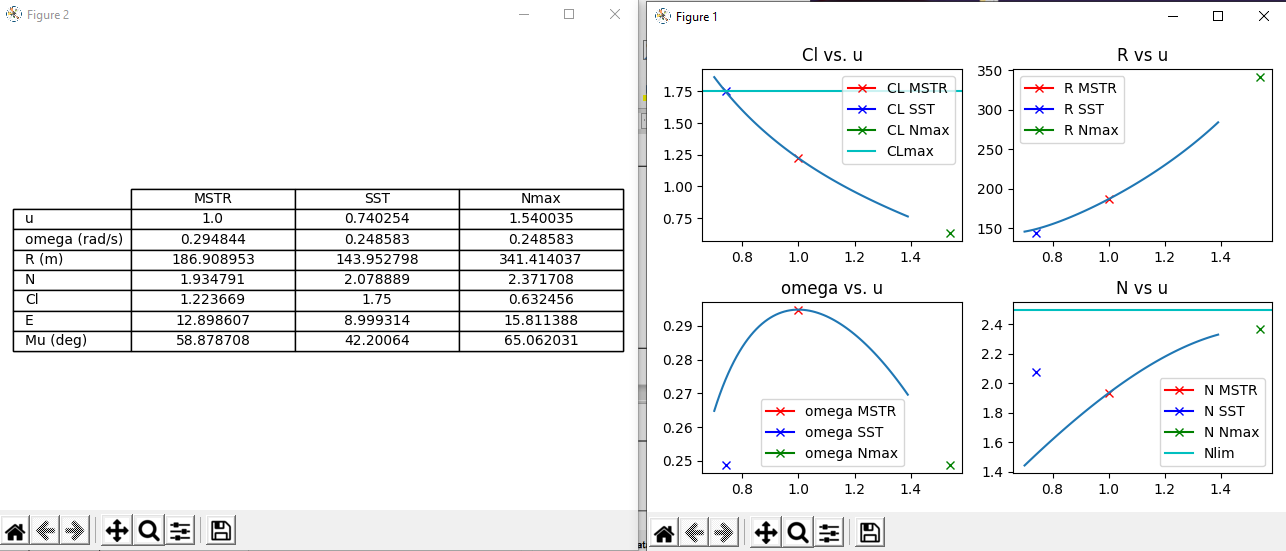 Figure 2
MSTR SST Nmax
u 1.0 0.740254 1.540035
omega (rad/s) 0.294844 0.248583 0.248583
R (m) 186.908953 143.952798 341.414037
N 1.934791 2.078889 2.371708
Cl 1.223669 1.75 0.632456
E 12.898607 8.999314 15.811388
Mu (deg) 58.878708 42.20064 65.062031
Figure 1
Cl vs. u
1.75
1.50
1.25
1.00
0.75
0.8 1.0 1.2 1.4
CL MSTR
CL SST
CL Nmax
CLmax
R vs u
350
300
250
200
150
0.8 1.0 1.2 1.4
R MSTR
R SST
R Nmax
omega vs. u
0.29
0.28
0.27
0.26
0.25
0.8 1.0 1.2 1.4
omega MSTR
omega SST
omega Nmax
N vs u
2.4
2.2
2.0
1.8
1.6
1.4
0.8 1.0 1.2 1.4
N MSTR
N SST
N Nmax
Nlim